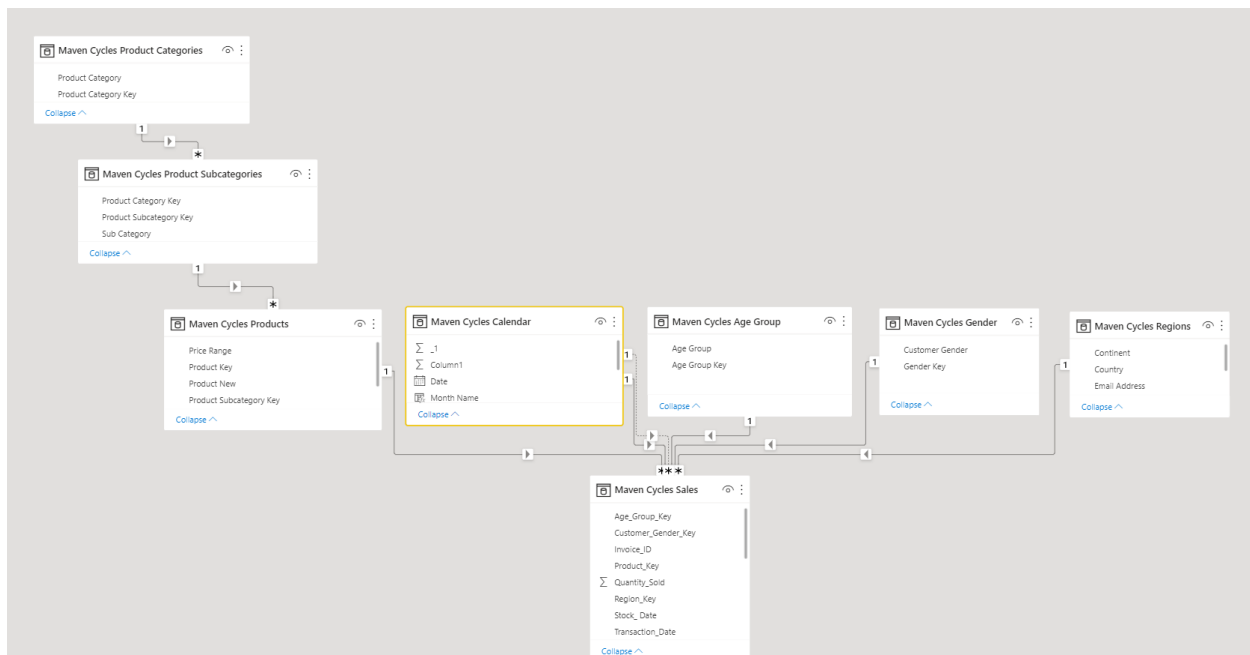 Maven Cycles Product Categories
Product Category
Product Category Key
Collapse
1
*
Maven Cycles Product Subcategories
Product Category Key
Product Subcategory Key
Sub Category
Collapse
1
*
Maven Cycles Products
Price Range
Product Key
Product New
Product Subcategory Key
Collapse
1
Maven Cycles Calendar
Σ _1
Σ Column1
Date
Month Name
Collapse
1
1
Maven Cycles Age Group
Age Group
Age Group Key
Collapse
1
Maven Cycles Gender
Customer Gender
Gender Key
Collapse
1
Maven Cycles Regions
Continent
Country
Email Address
Collapse
1
* * *
Maven Cycles Sales
Age_Group_Key
Customer_Gender_Key
Invoice_ID
Product_Key
Σ Quantity_Sold
Region_Key
Stock_ Date
Transaction_Date
Collapse